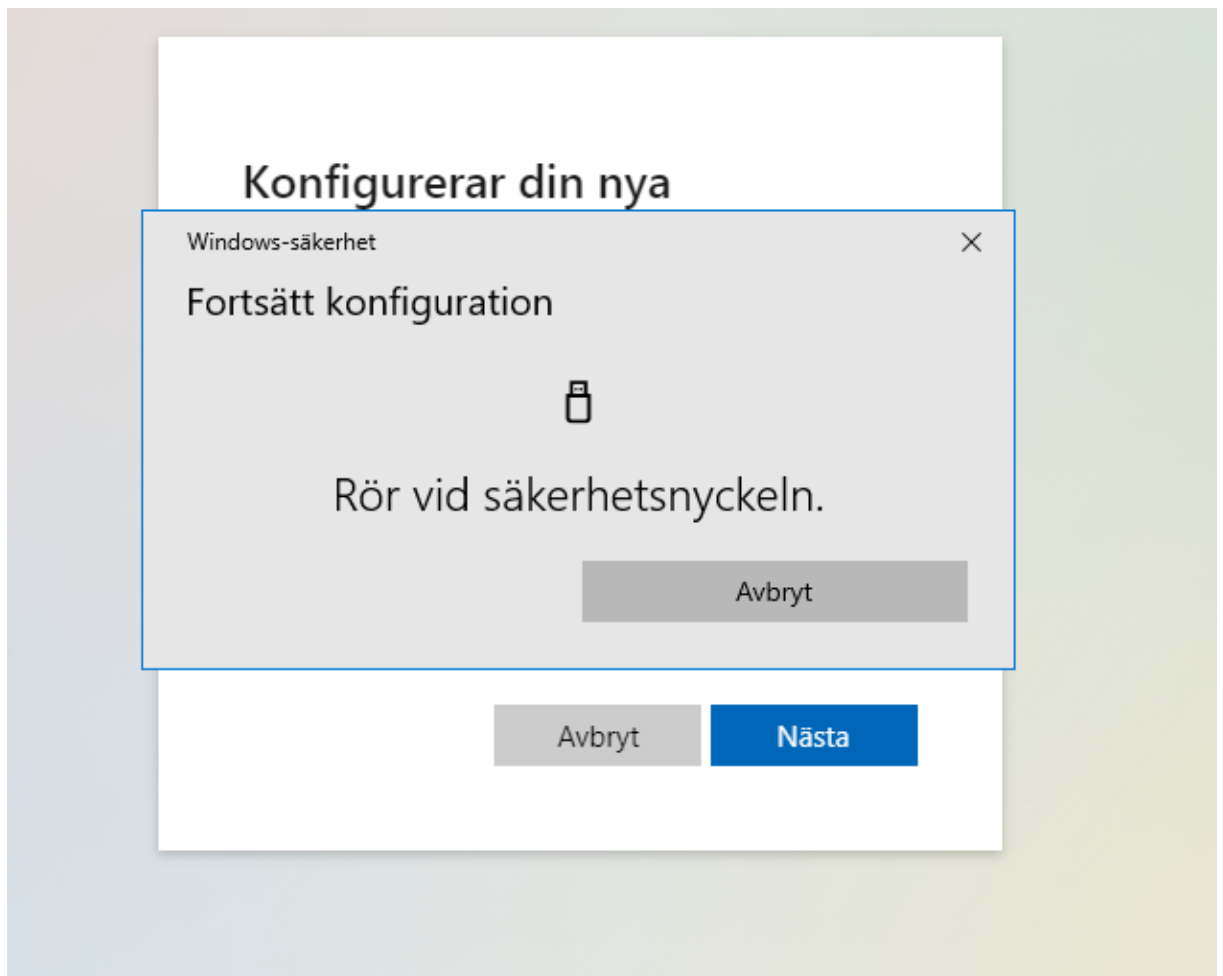 Konfigurerar din nya
Windows-säkerhet
Fortsätt konfiguration
Rör vid säkerhetsnyckeln.
Avbryt
Avbryt
Nästa